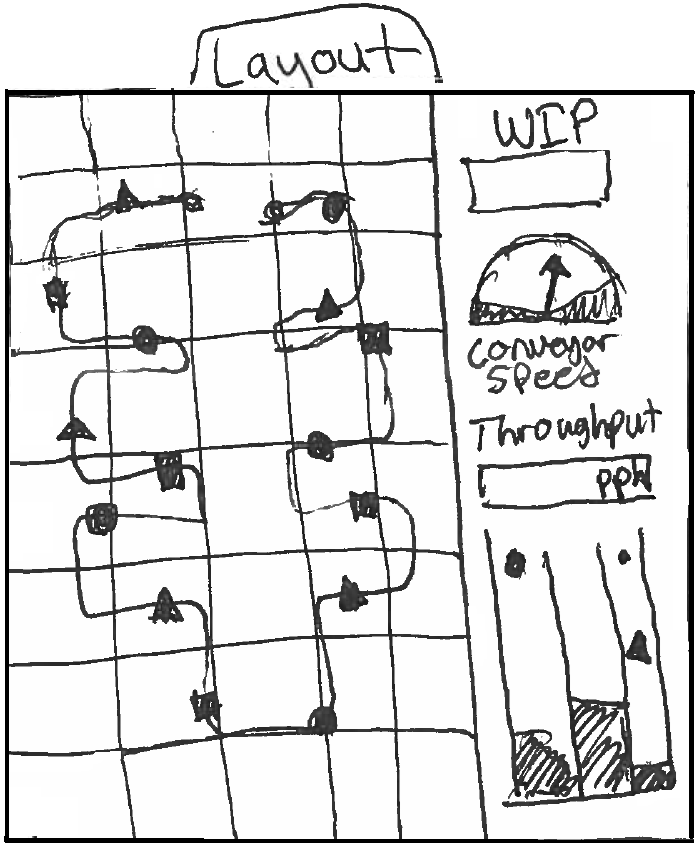 Layout
WIP
Conveyor
Speed
Throughput
pph